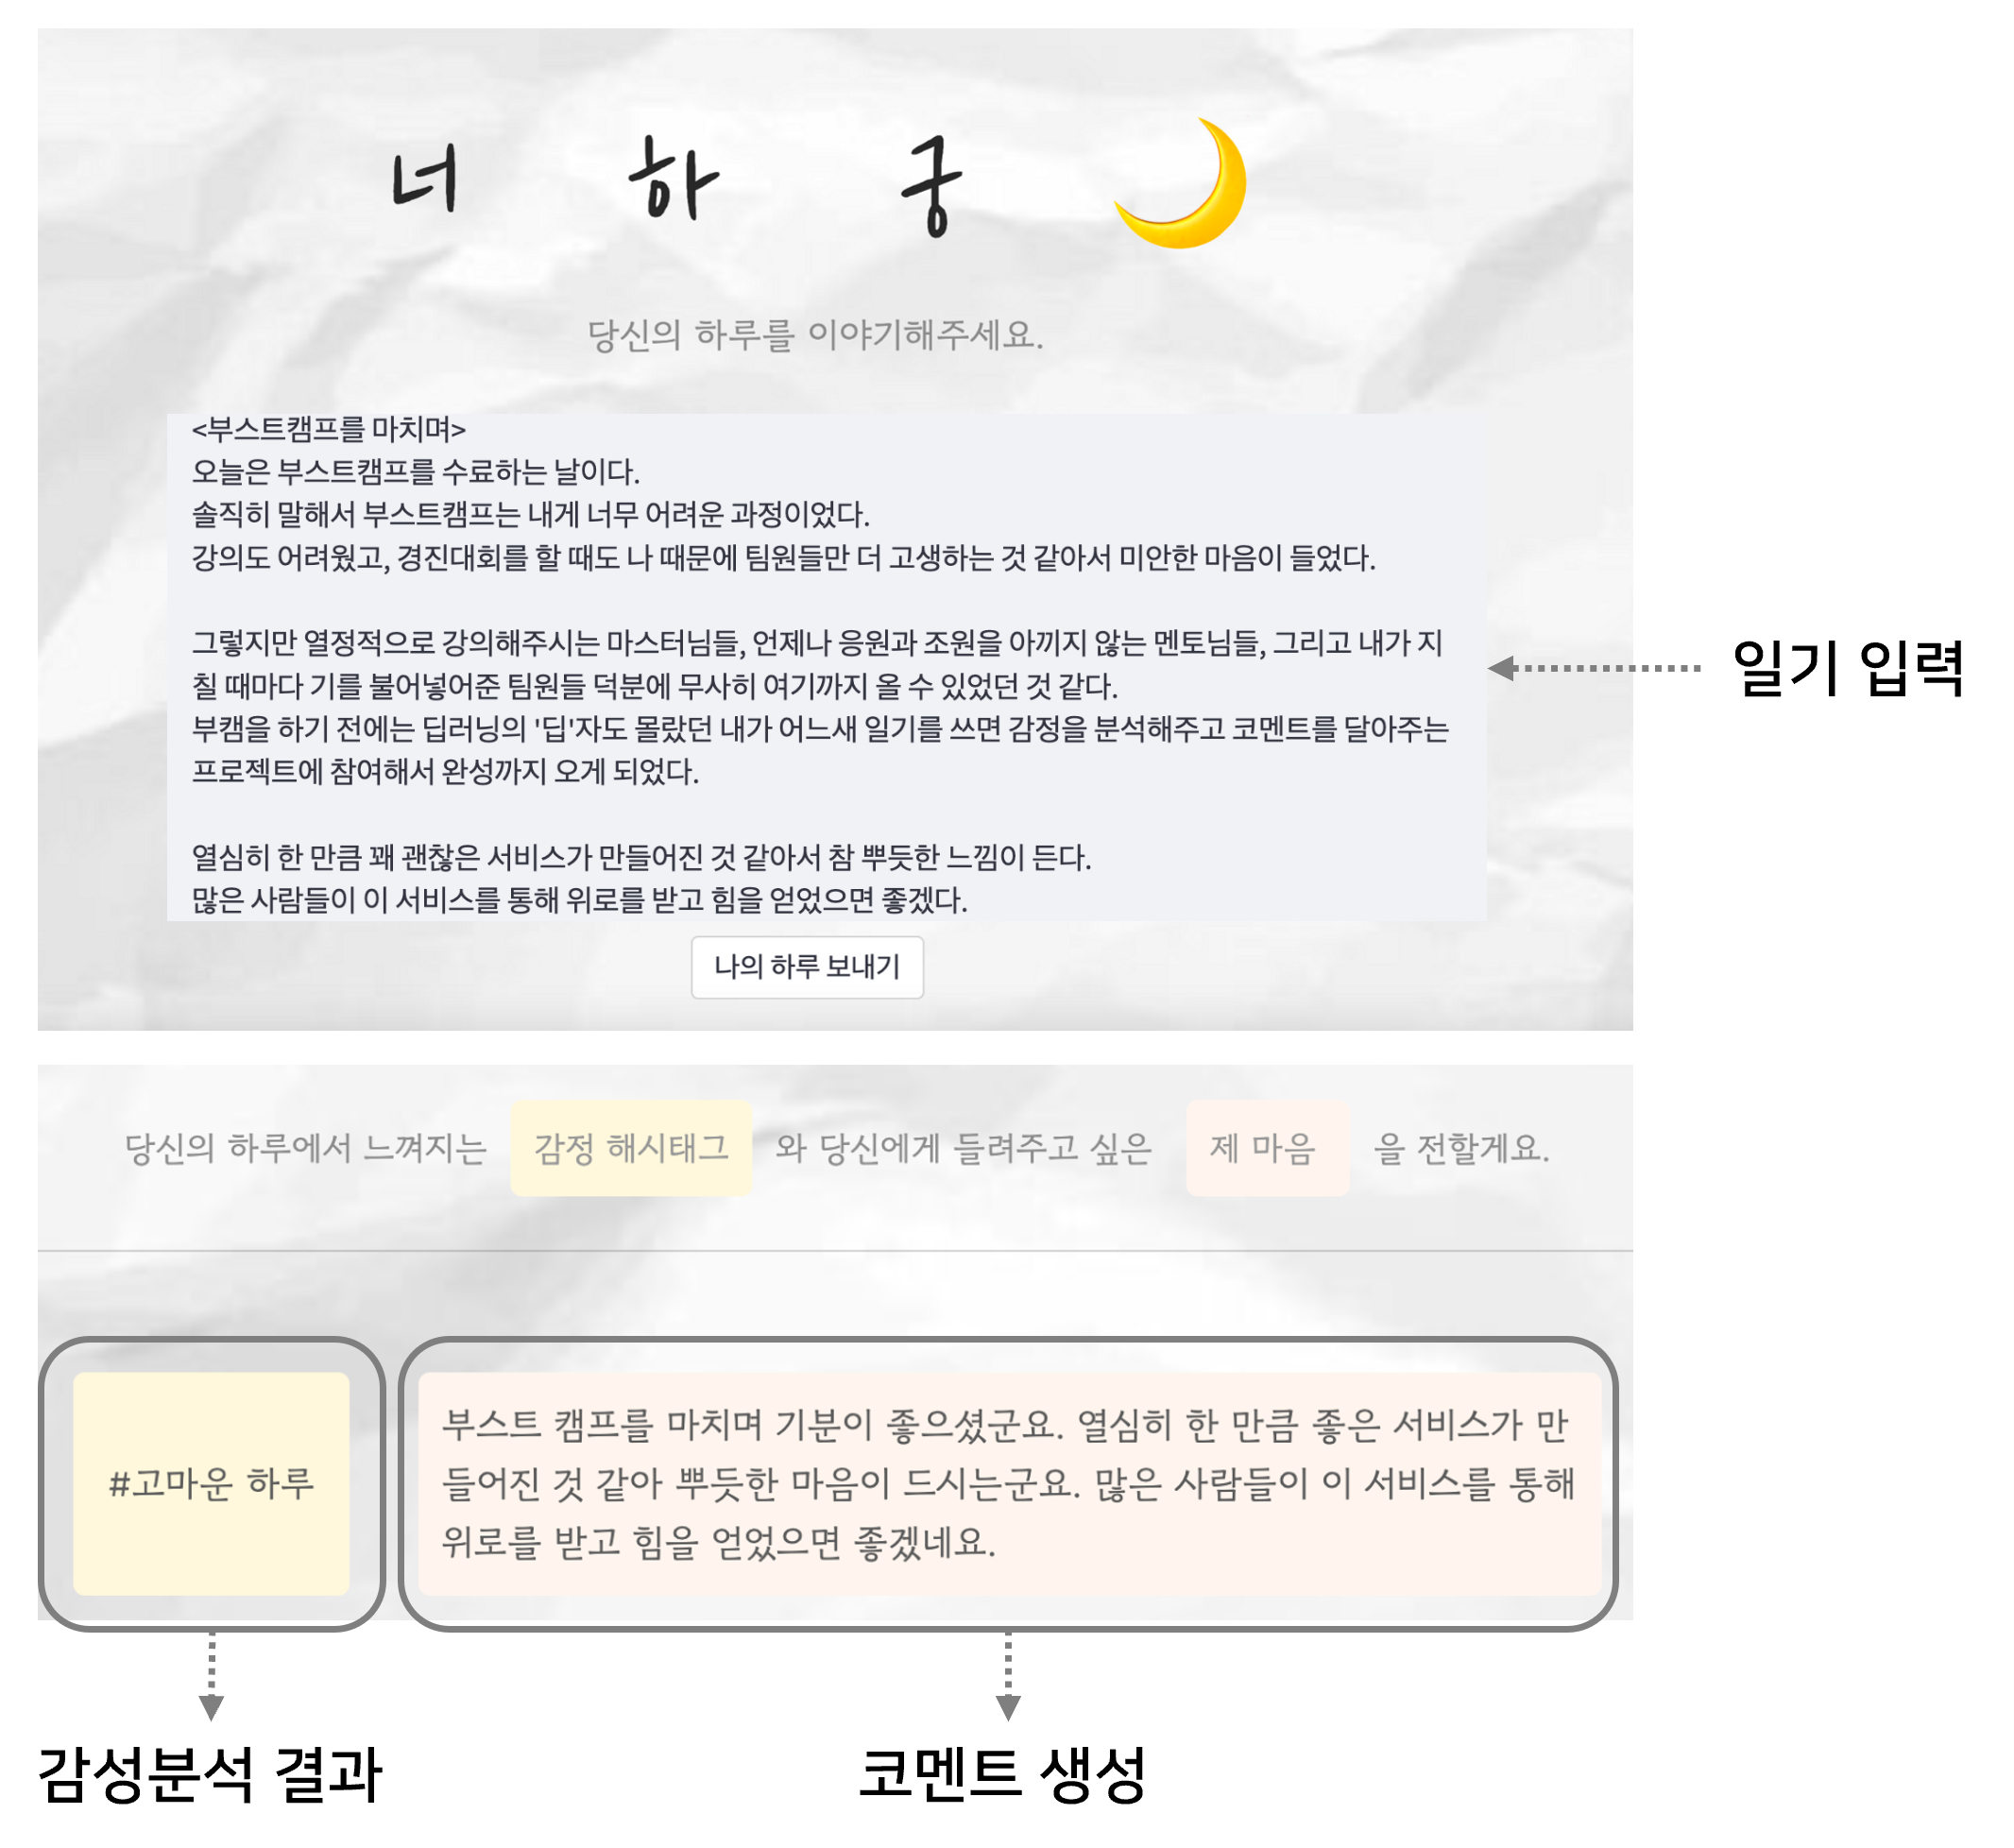 너 하 궁
당신의 하루를 이야기해주세요.
<부스트캠프를 마치며>
오늘은 부스트캠프를 수료하는 날이다.
솔직히 말해서 부스트캠프는 내게 너무 어려운 과정이었다.
강의도 어려웠고, 경진대회를 할 때도 나 때문에 팀원들만 더 고생하는 것 같아서 미안한 마음이 들었다.
그렇지만 열정적으로 강의해주시는 마스터님들, 언제나 응원과 조원을 아끼지 않는 멘토님들, 그리고 내가 지
칠 때마다 기를 불어넣어준 팀원들 덕분에 무사히 여기까지 올 수 있었던 것 같다.
부캠을 하기 전에는 딥러닝의 '딥'자도 몰랐던 내가 어느새 일기를 쓰면 감정을 분석해주고 코멘트를 달아주는
프로젝트에 참여해서 완성까지 오게 되었다.
열심히 한 만큼 꽤 괜찮은 서비스가 만들어진 것 같아서 참 뿌듯한 느낌이 든다.
많은 사람들이 이 서비스를 통해 위로를 받고 힘을 얻었으면 좋겠다.
일기 입력
나의 하루 보내기
당신의 하루에서 느껴지는 감정 해시태그 와 당신에게 들려주고 싶은 제 마음 을 전할게요.
#고마운 하루
부스트 캠프를 마치며 기분이 좋으셨군요. 열심히 한 만큼 좋은 서비스가 만
들어진 것 같아 뿌듯한 마음이 드시는군요. 많은 사람들이 이 서비스를 통해
위로를 받고 힘을 얻었으면 좋겠네요.
감성분석 결과
코멘트 생성